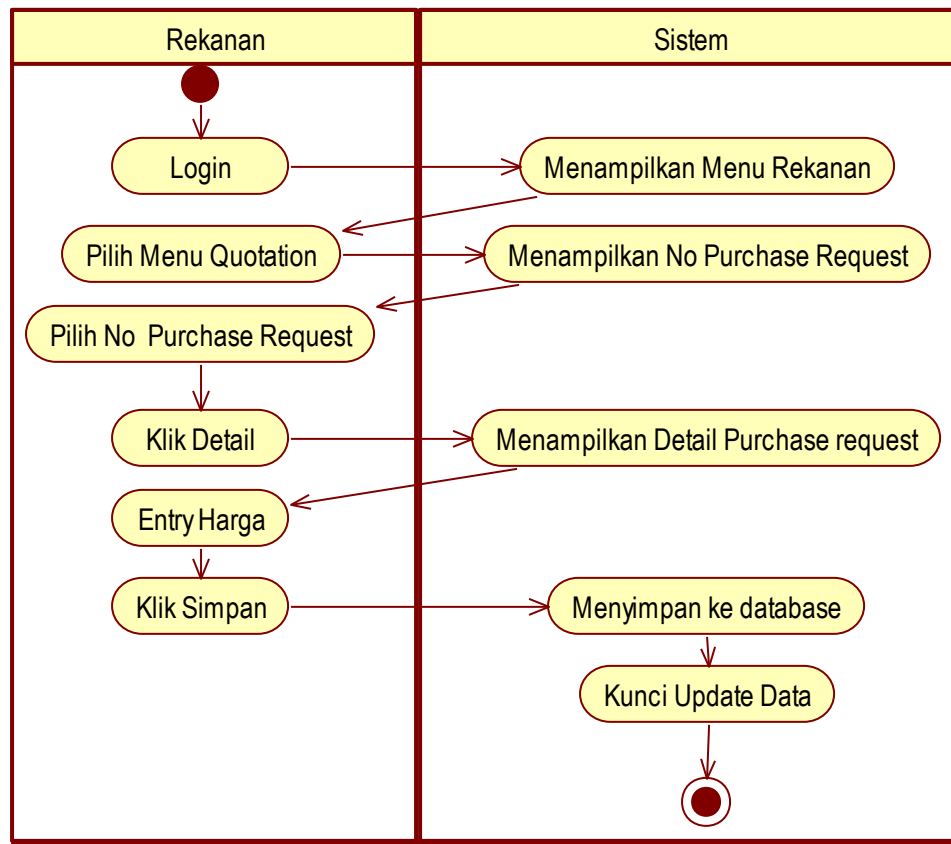 Rekanan
Sistem
Login
Menampilkan Menu Rekanan
Pilih Menu Quotation
Menampilkan No Purchase Request
Pilih No Purchase Request
Klik Detail
Menampilkan Detail Purchase request
Entry Harga
Klik Simpan
Menyimpan ke database
Kunci Update Data